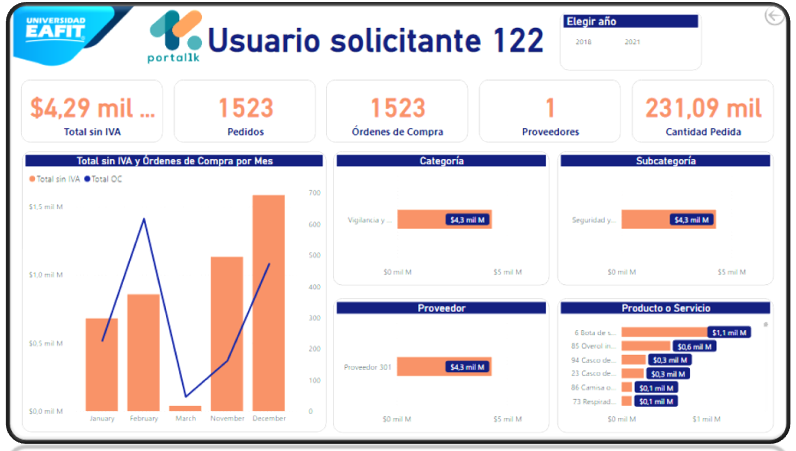 UNIVERSIDAD
EAFIT
portal1k
Usuario solicitante 122
Elegir año
2018 2021
$4,29 mil ...
Total sin IVA
1523
Pedidos
1523
Órdenes de Compra
1
Proveedores
231,09 mil
Cantidad Pedida
Total sin IVA y Órdenes de Compra por Mes
Total sin IVA Total OC
$1,5 mil M
$1,0 mil M
$0,5 mil M
$0,0 mil M
700
600
500
400
300
200
100
0
January February March November December
Categoría
Vigilancia y ...
$4,3 mil M
$0 mil M $5 mil M
Subcategoría
Seguridad y...
$4,3 mil M
$0 mil M $5 mil M
Proveedor
Proveedor 301
$4,3 mil M
$0 mil M $5 mil M
Producto o Servicio
6 Bota de s... $1,1 mil M
85 Overol in... $0,6 mil M
94 Casco de... $0,3 mil M
23 Casco de... $0,3 mil M
86 Camisa o... $0,1 mil M
73 Respirad... $0,1 mil M
$0 mil M $1 mil M